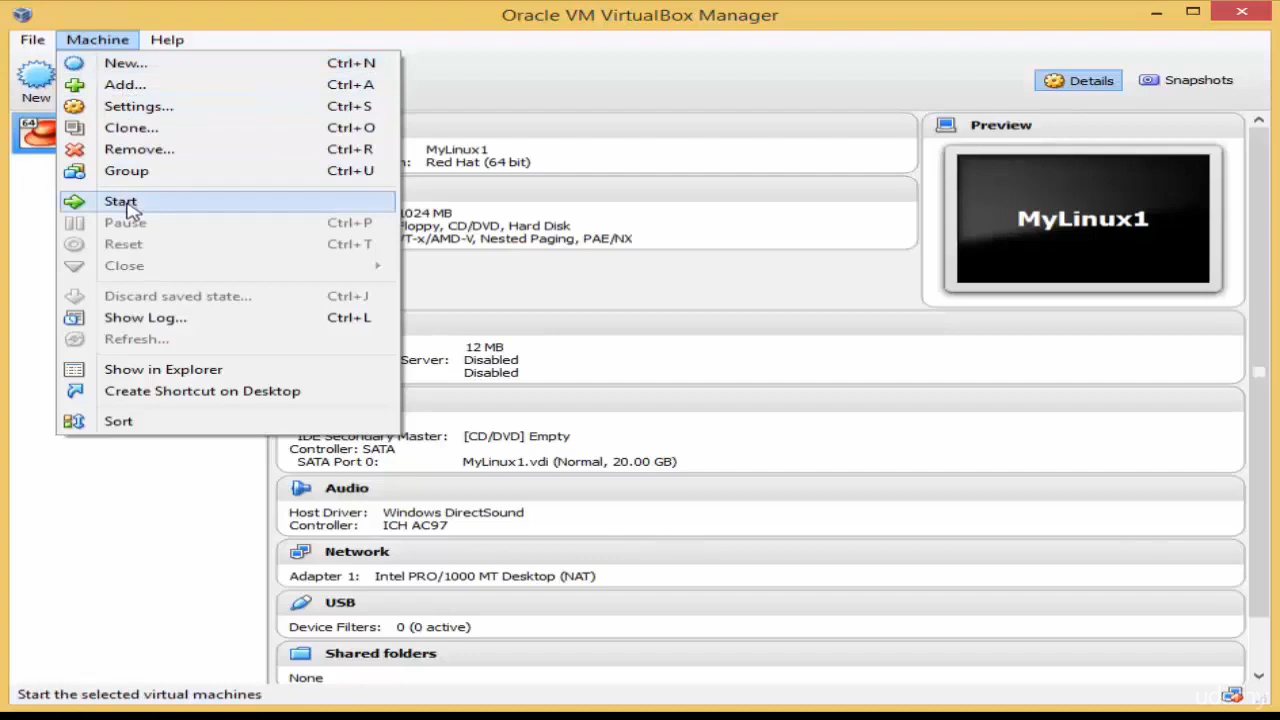 Oracle VM VirtualBox Manager
File Machine Help
New... Ctrl+N
Add... Ctrl+A
Settings... Ctrl+S
Clone... Ctrl+O
Remove... Ctrl+R
Group Ctrl+U
Start
Pause Ctrl+P
Reset Ctrl+T
Close
Discard saved state... Ctrl+J
Show Log... Ctrl+L
Refresh...
Show in Explorer
Create Shortcut on Desktop
Sort
New
64
Details Snapshots
MyLinux1
Red Hat (64 bit)
Preview
MyLinux1
1024 MB
Floppy, CD/DVD, Hard Disk
T-x/AMD-V, Nested Paging, PAE/NX
12 MB
Server: Disabled
Disabled
IDE Secondary Master: [CD/DVD] Empty
Controller: SATA
SATA Port 0: MyLinux1.vdi (Normal, 20.00 GB)
Audio
Host Driver: Windows DirectSound
Controller: ICH AC97
Network
Adapter 1: Intel PRO/1000 MT Desktop (NAT)
USB
Device Filters: 0 (0 active)
Shared folders
None
Start the selected virtual machines